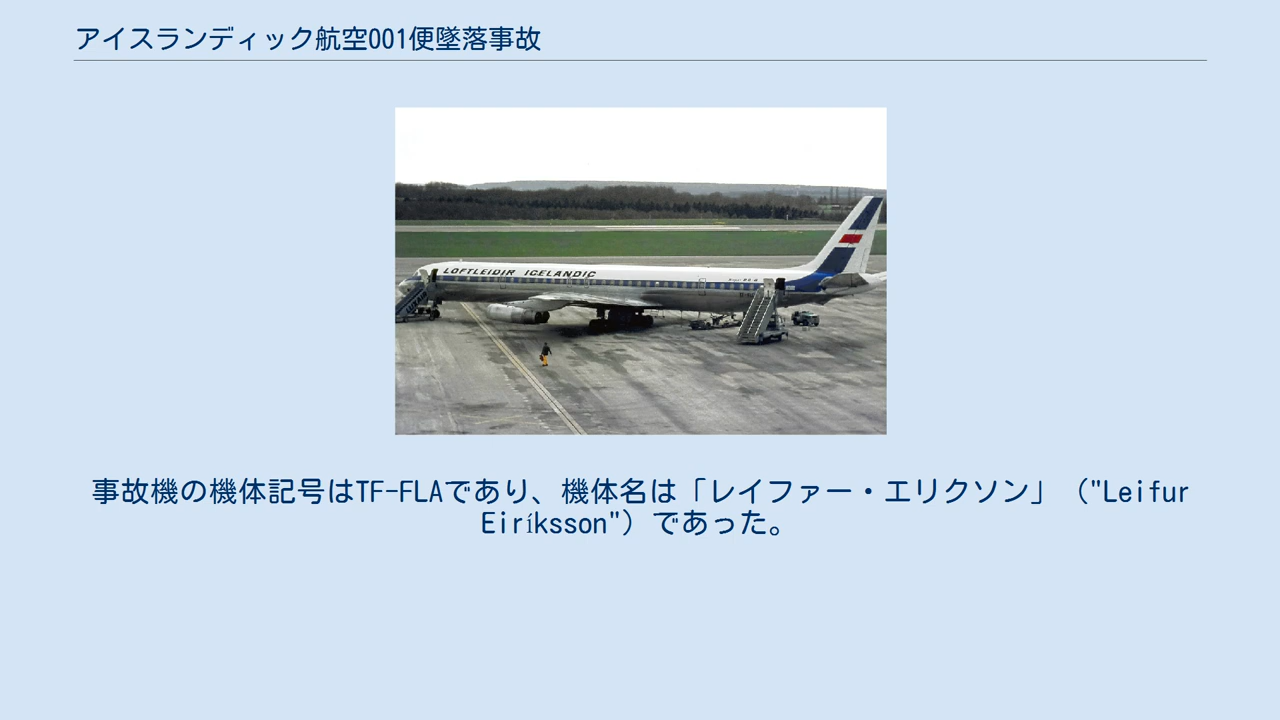 アイスランディック航空001便墜落事故
LOFTLEIDIR ICELANDIC
事故機の機体記号はTF-FLAであり、機体名は「レイファー・エリクソン」（"Leifur
Eiríksson"）であった。